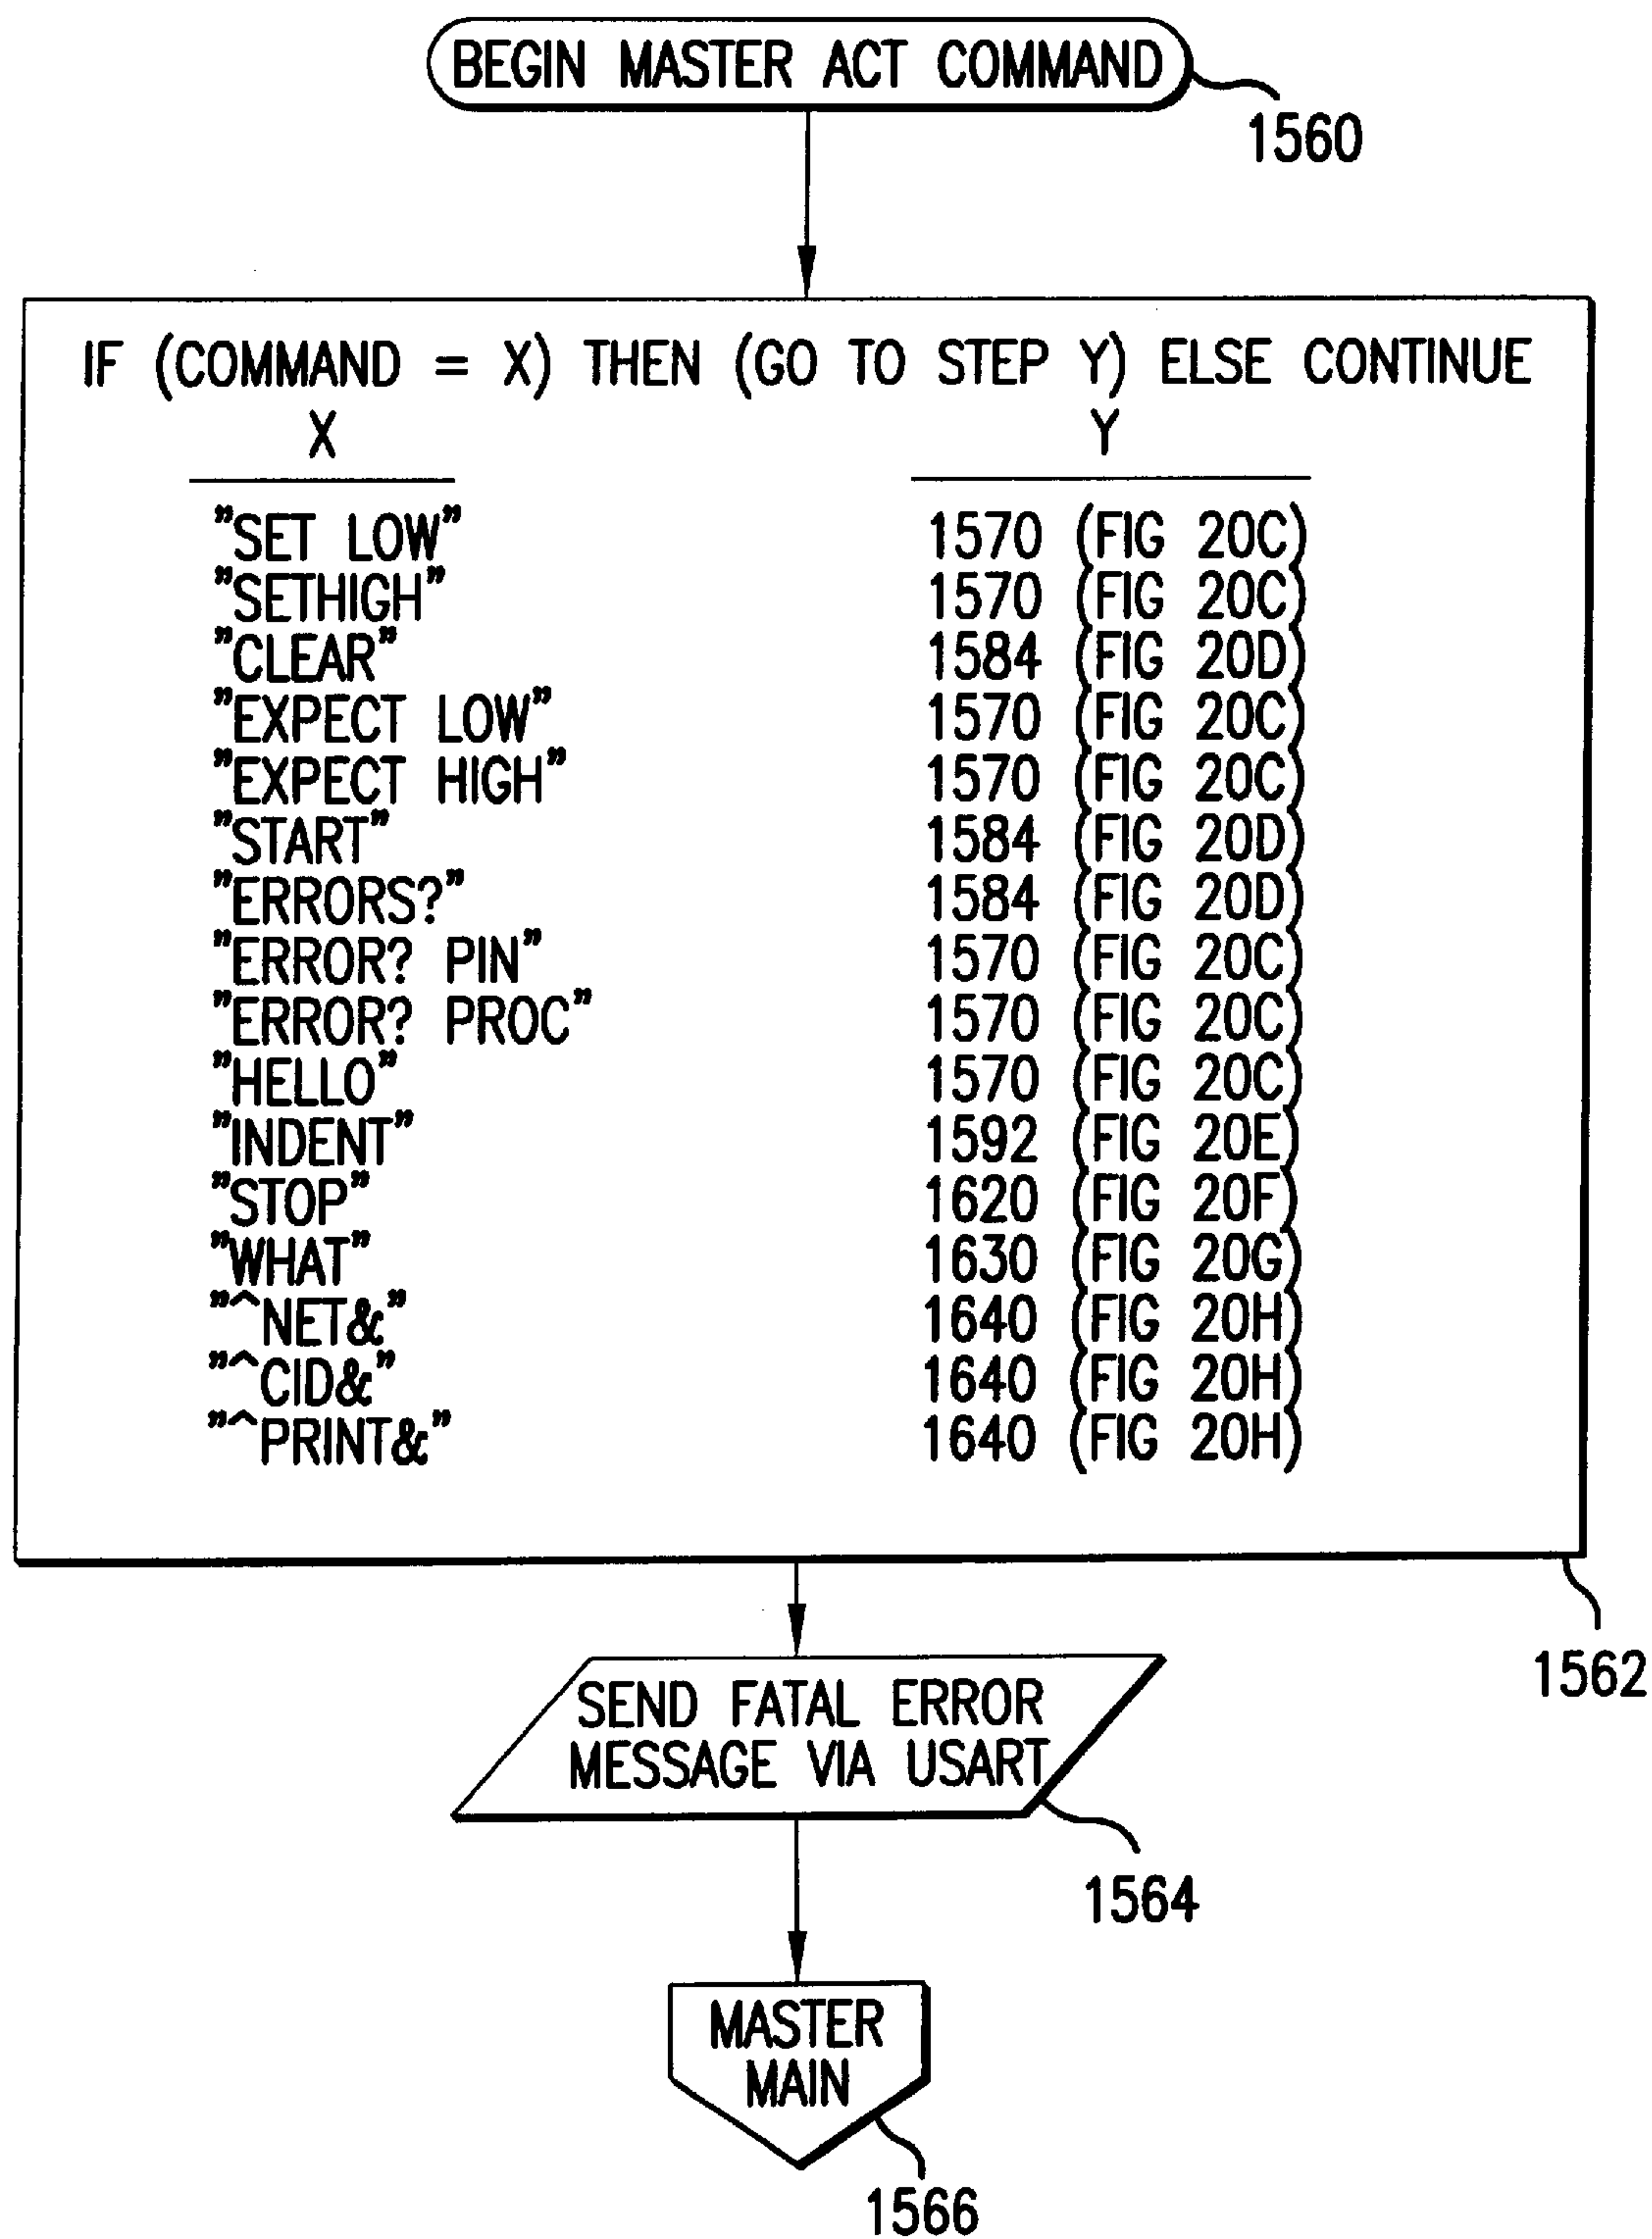 BEGIN MASTER ACT COMMAND
1560
IF (COMMAND = X) THEN (GO TO STEP Y) ELSE CONTINUE
X Y
"SET LOW" 1570 (FIG 20C)
"SETHIGH" 1570 (FIG 20C)
"CLEAR" 1584 (FIG 20D)
"EXPECT LOW" 1570 (FIG 20C)
"EXPECT HIGH" 1570 (FIG 20C)
"START" 1584 (FIG 20D)
"ERRORS?" 1584 (FIG 20D)
"ERROR? PIN" 1570 (FIG 20C)
"ERROR? PROC" 1570 (FIG 20C)
"HELLO" 1570 (FIG 20C)
"INDENT" 1592 (FIG 20E)
"STOP" 1620 (FIG 20F)
"WHAT" 1630 (FIG 20G)
"^NET&" 1640 (FIG 20H)
"^CID&" 1640 (FIG 20H)
"^PRINT&" 1640 (FIG 20H)
1562
SEND FATAL ERROR
MESSAGE VIA USART
1564
MASTER
MAIN
1566